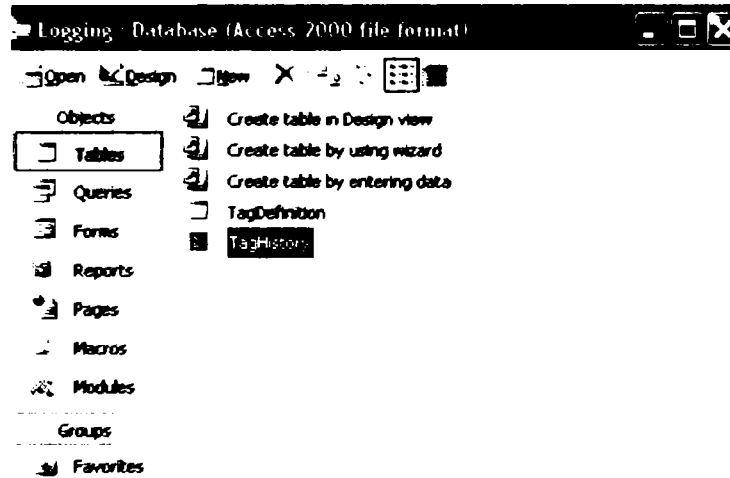 Logging : Database (Access 2000 file format)
Open Design New
Objects
Tables
Queries
Forms
Reports
Pages
Macros
Modules
Groups
Favorites
Create table in Design view
Create table by using wizard
Create table by entering data
TagDefinition
TagHistory